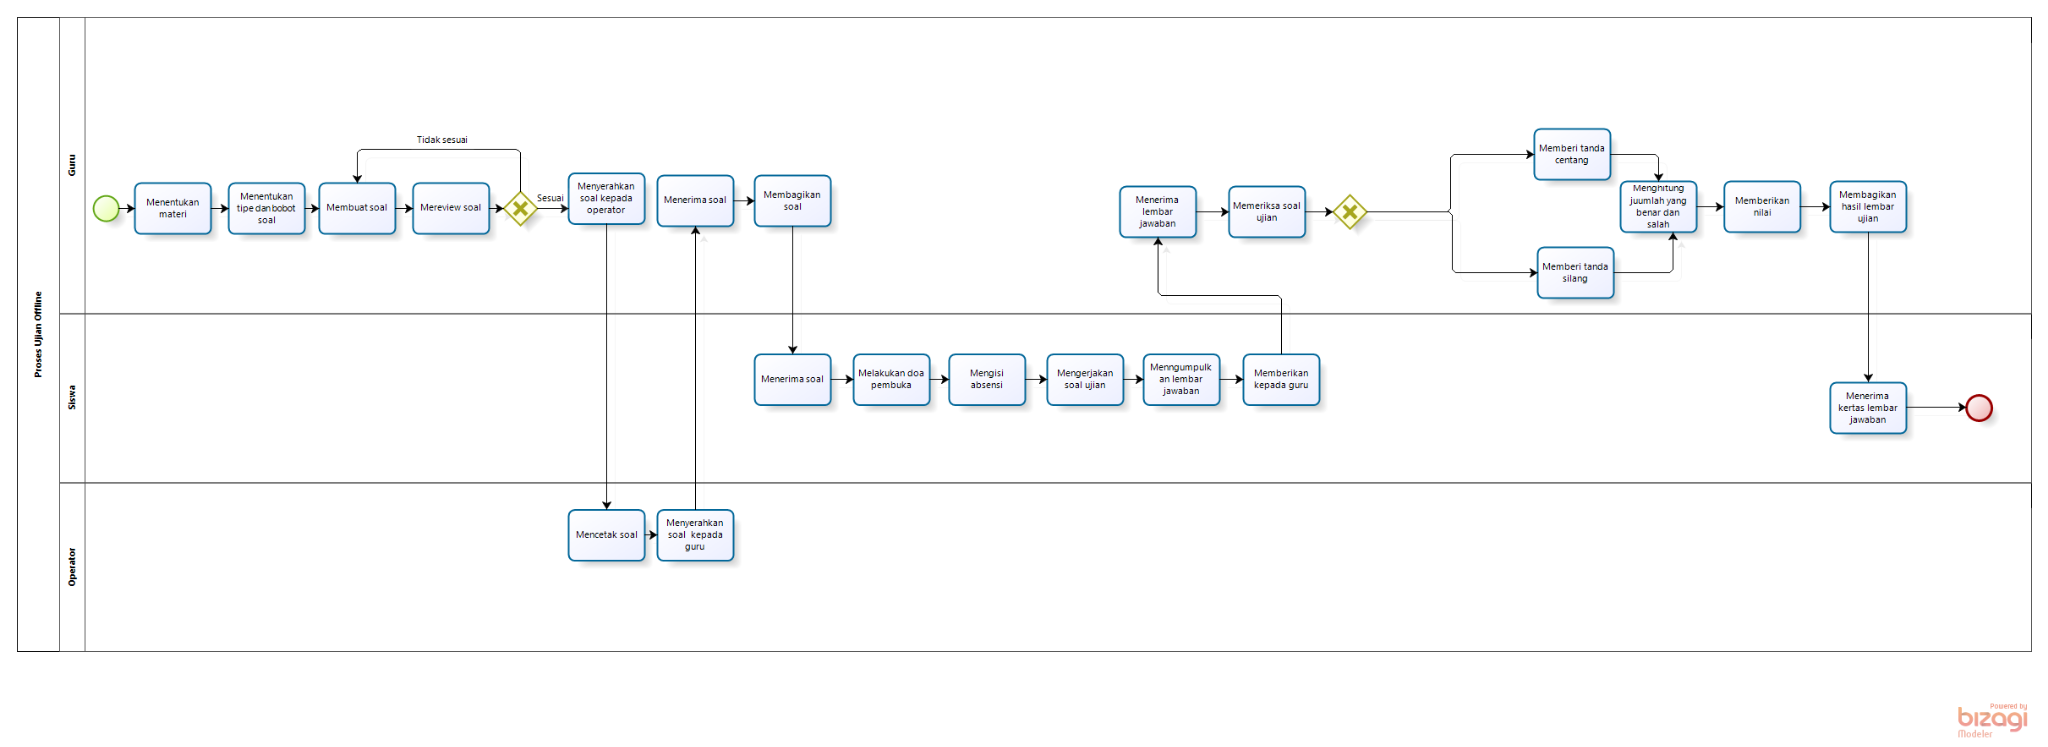 Proses Ujian Offline
Guru
Tidak sesuai
Menentukan
materi
Menentukan
tipe dan bobot
soal
Membuat soal
Mereview soal
Sesuai
Menyerahkan
soal kepada
operator
Menerima soal
Membagikan
soal
Menerima
lembar
jawaban
Memeriksa soal
ujian
Memberi tanda
centang
Memberi tanda
silang
Menghitung
juumlah yang
benar dan
salah
Memberikan
nilai
Membagikan
hasil lembar
ujian
Siswa
Menerima soal
Melakukan doa
pembuka
Mengisi
absensi
Mengerjakan
soal ujian
Menngumpulk
an lembar
jawaban
Memberikan
kepada guru
Menerima
kertas lembar
jawaban
Operator
Mencetak soal
Menyerahkan
soal kepada
guru
Powered by
bizagi
Modeler